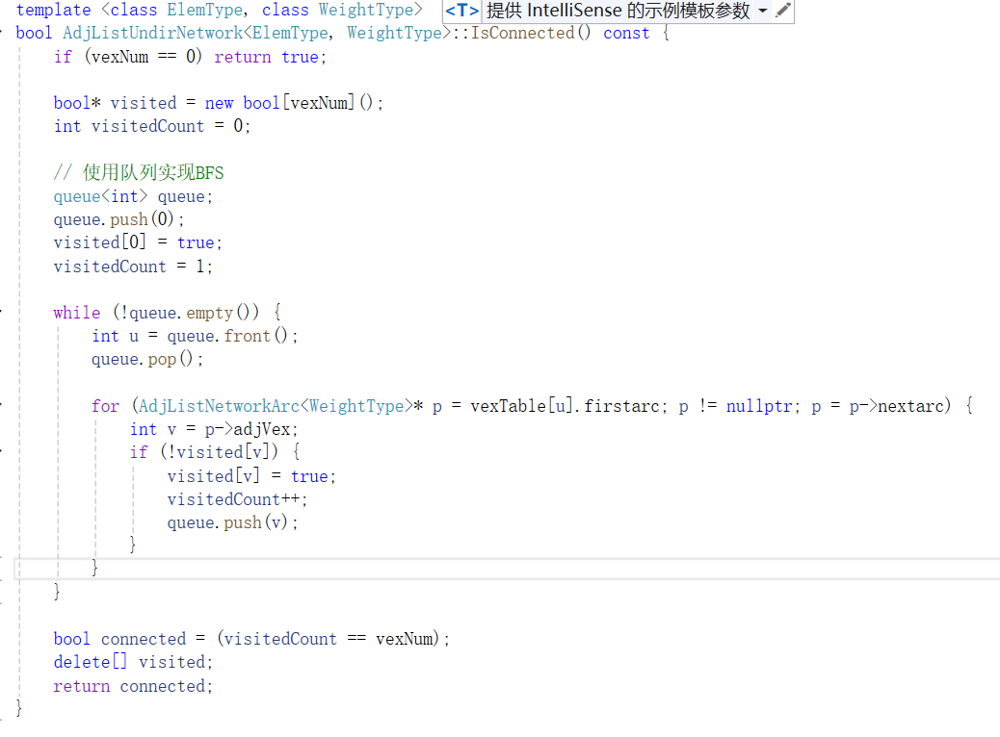 template <class ElemType, class WeightType> <T> 提供 IntelliSense 的示例模板参数
bool AdjListUndirNetwork<ElemType, WeightType>::IsConnected() const {
    if (vexNum == 0) return true;

    bool* visited = new bool[vexNum]();
    int visitedCount = 0;

    // 使用队列实现BFS
    queue<int> queue;
    queue.push(0);
    visited[0] = true;
    visitedCount = 1;

    while (!queue.empty()) {
        int u = queue.front();
        queue.pop();

        for (AdjListNetworkArc<WeightType>* p = vexTable[u].firstarc; p != nullptr; p = p->nextarc) {
            int v = p->adjVex;
            if (!visited[v]) {
                visited[v] = true;
                visitedCount++;
                queue.push(v);
            }
        }
    }

    bool connected = (visitedCount == vexNum);
    delete[] visited;
    return connected;
}